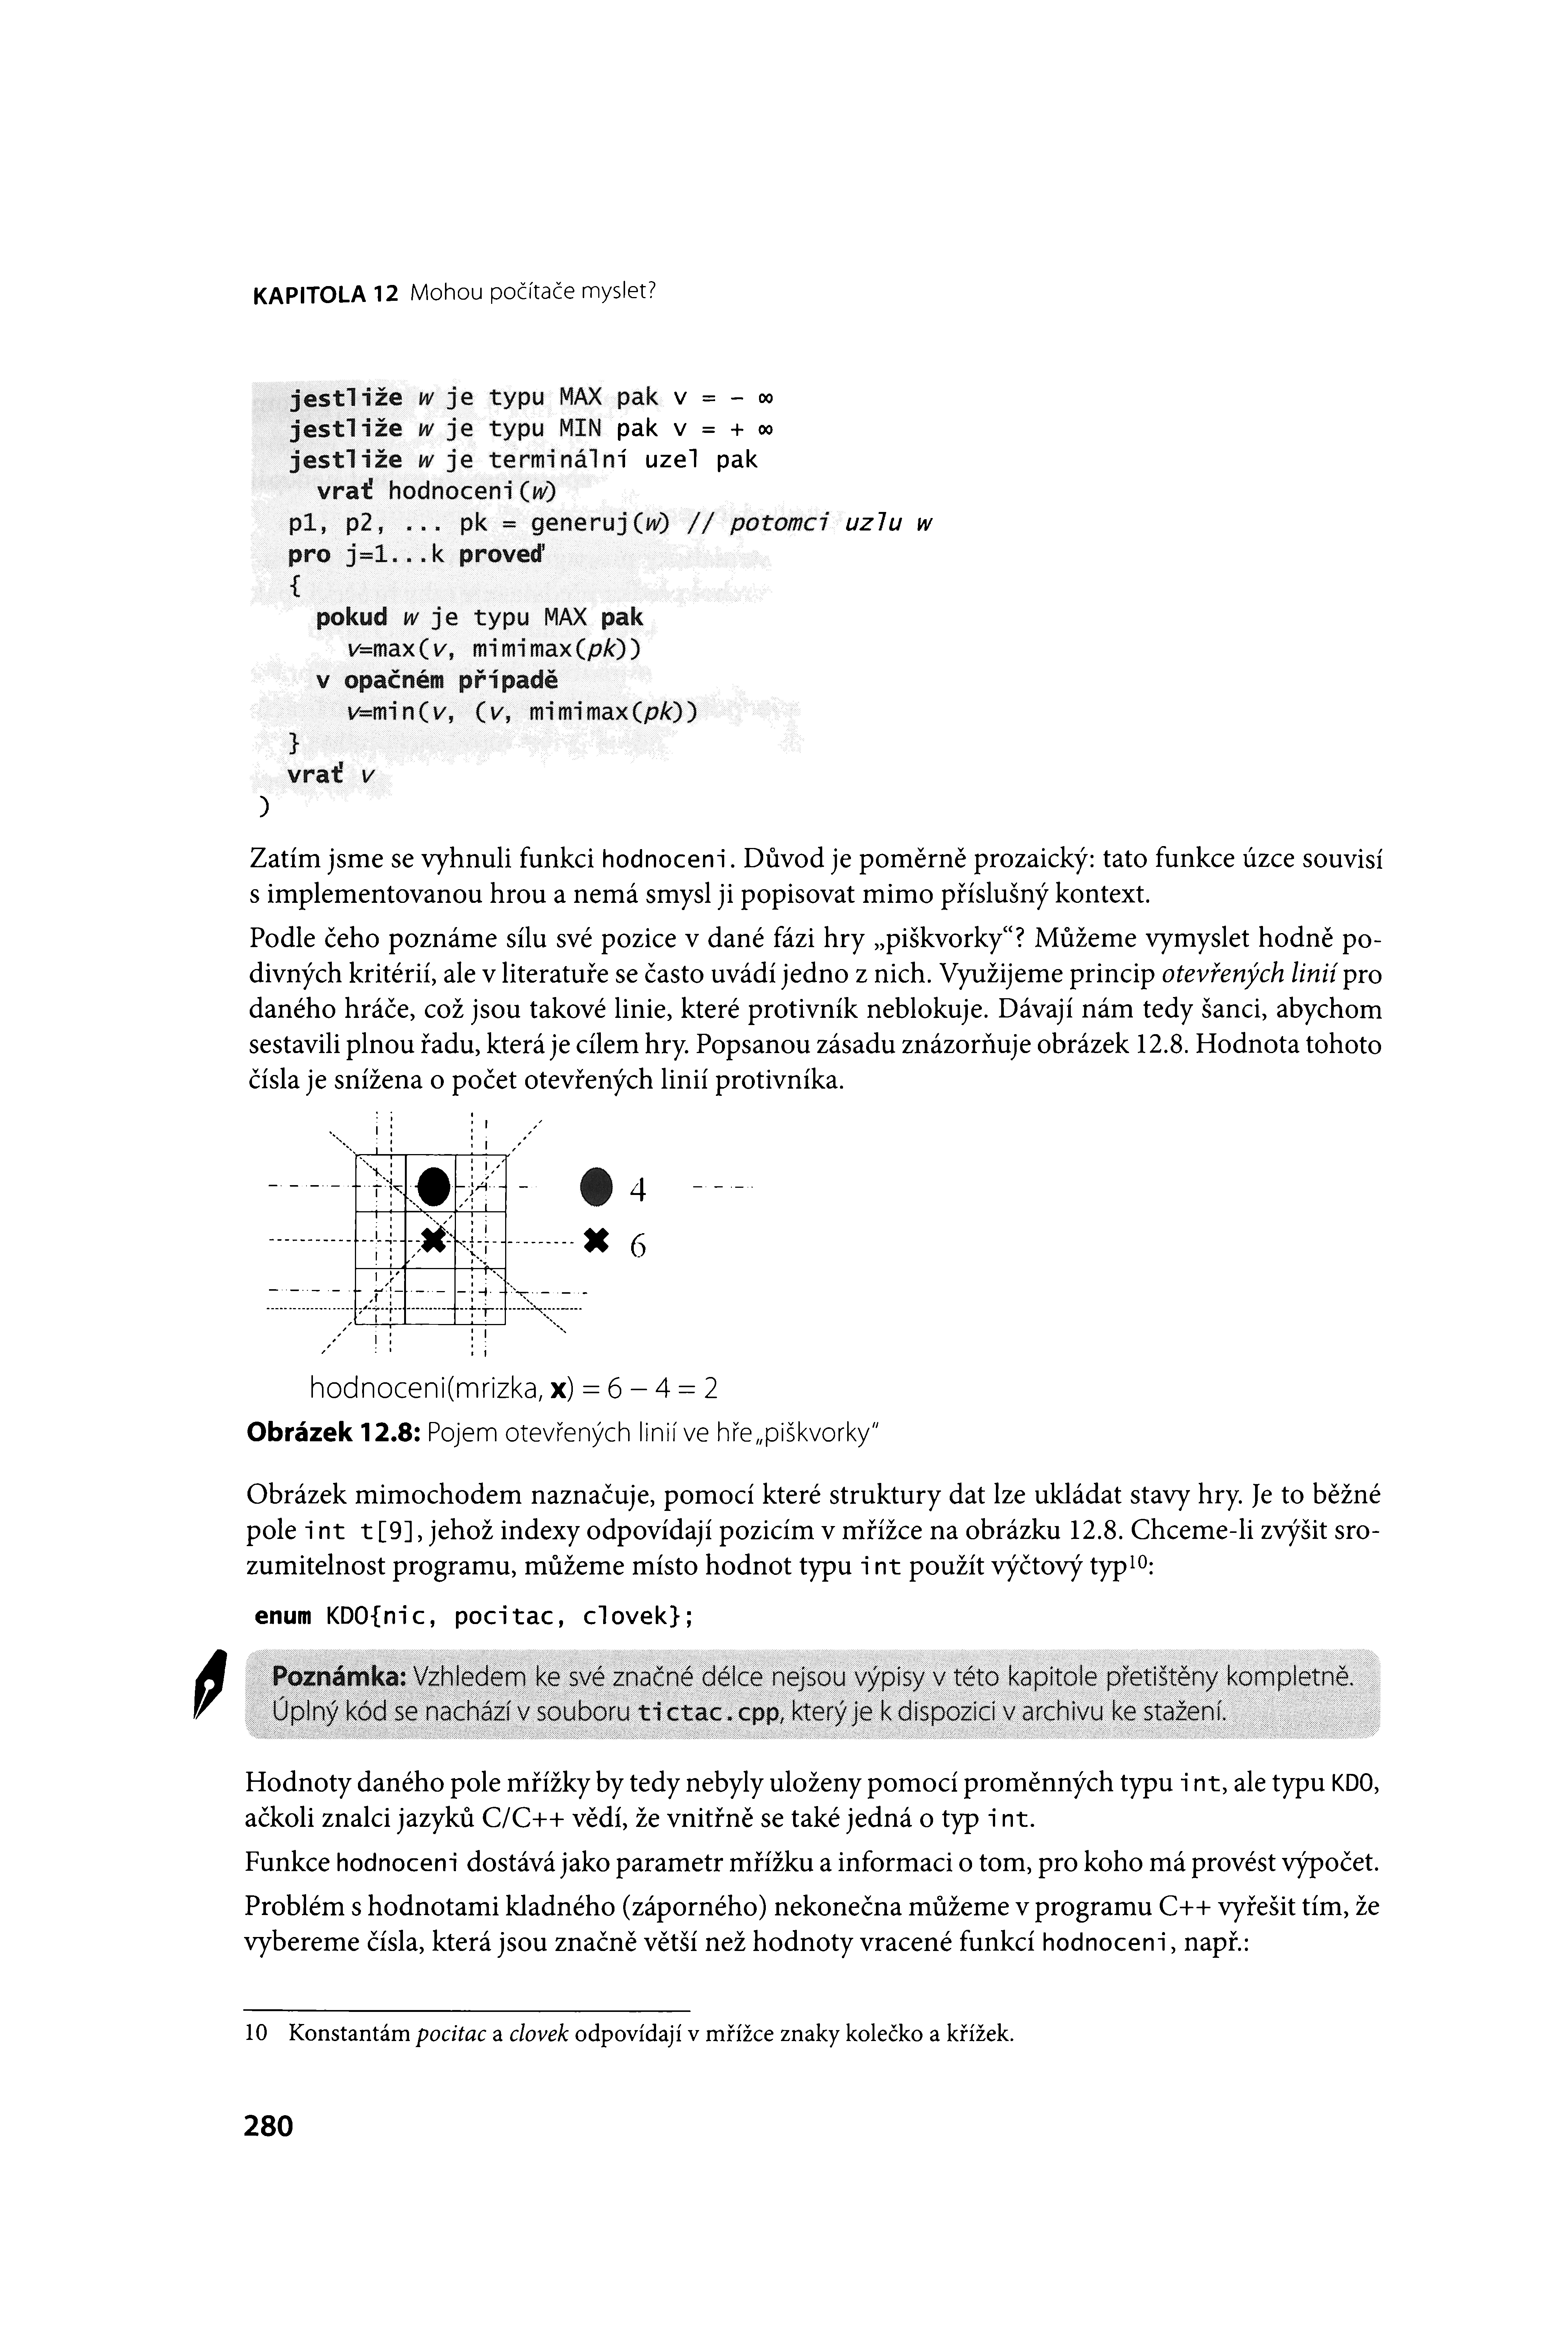 KAPITOLA 12 Mohou počítače myslet?
jestliže w je typu MAX pak v = - ∞
jestliže w je typu MIN pak v = + ∞
jestliže w je terminální uzel pak
vrať hodnoceni(w)
p1, p2, ... pk = generuj(w) // potomci uzlu w
pro j=1...k proveď
{
pokud w je typu MAX pak
v=max(v, mimimax(pk))
v opačném případě
v=min(v, (v, mimimax(pk))
}
vrať v
)
Zatím jsme se vyhnuli funkci hodnoceni. Důvod je poměrně prozaický: tato funkce úzce souvisí
s implementovanou hrou a nemá smysl ji popisovat mimo příslušný kontext.
Podle čeho poznáme sílu své pozice v dané fázi hry „piškvorky“? Můžeme vymyslet hodně po-
divných kritérií, ale v literatuře se často uvádí jedno z nich. Využijeme princip otevřených linií pro
daného hráče, což jsou takové linie, které protivník neblokuje. Dávají nám tedy šanci, abychom
sestavili plnou řadu, která je cílem hry. Popsanou zásadu znázorňuje obrázek 12.8. Hodnota tohoto
čísla je snížena o počet otevřených linií protivníka.
4
6
hodnoceni(mrizka, x) = 6 – 4 = 2
Obrázek 12.8: Pojem otevřených linií ve hře „piškvorky“
Obrázek mimochodem naznačuje, pomocí které struktury dat lze ukládat stavy hry. Je to běžné
pole int t[9], jehož indexy odpovídají pozicím v mřížce na obrázku 12.8. Chceme-li zvýšit sro-
zumitelnost programu, můžeme místo hodnot typu int použít výčtový typ¹⁰:
enum KDO{nic, pocitac, clovek};
Poznámka: Vzhledem ke své značné délce nejsou výpisy v této kapitole přetištěny kompletně.
Úplný kód se nachází v souboru tictac.cpp, který je k dispozici v archivu ke stažení.
Hodnoty daného pole mřížky by tedy nebyly uloženy pomocí proměnných typu int, ale typu KDO,
ačkoli znalci jazyků C/C++ vědí, že vnitřně se také jedná o typ int.
Funkce hodnoceni dostává jako parametr mřížku a informaci o tom, pro koho má provést výpočet.
Problém s hodnotami kladného (záporného) nekonečna můžeme v programu C++ vyřešit tím, že
vybereme čísla, která jsou značně větší než hodnoty vracené funkcí hodnoceni, např.:
10 Konstantám pocitac a clovek odpovídají v mřížce znaky kolečko a křížek.
280